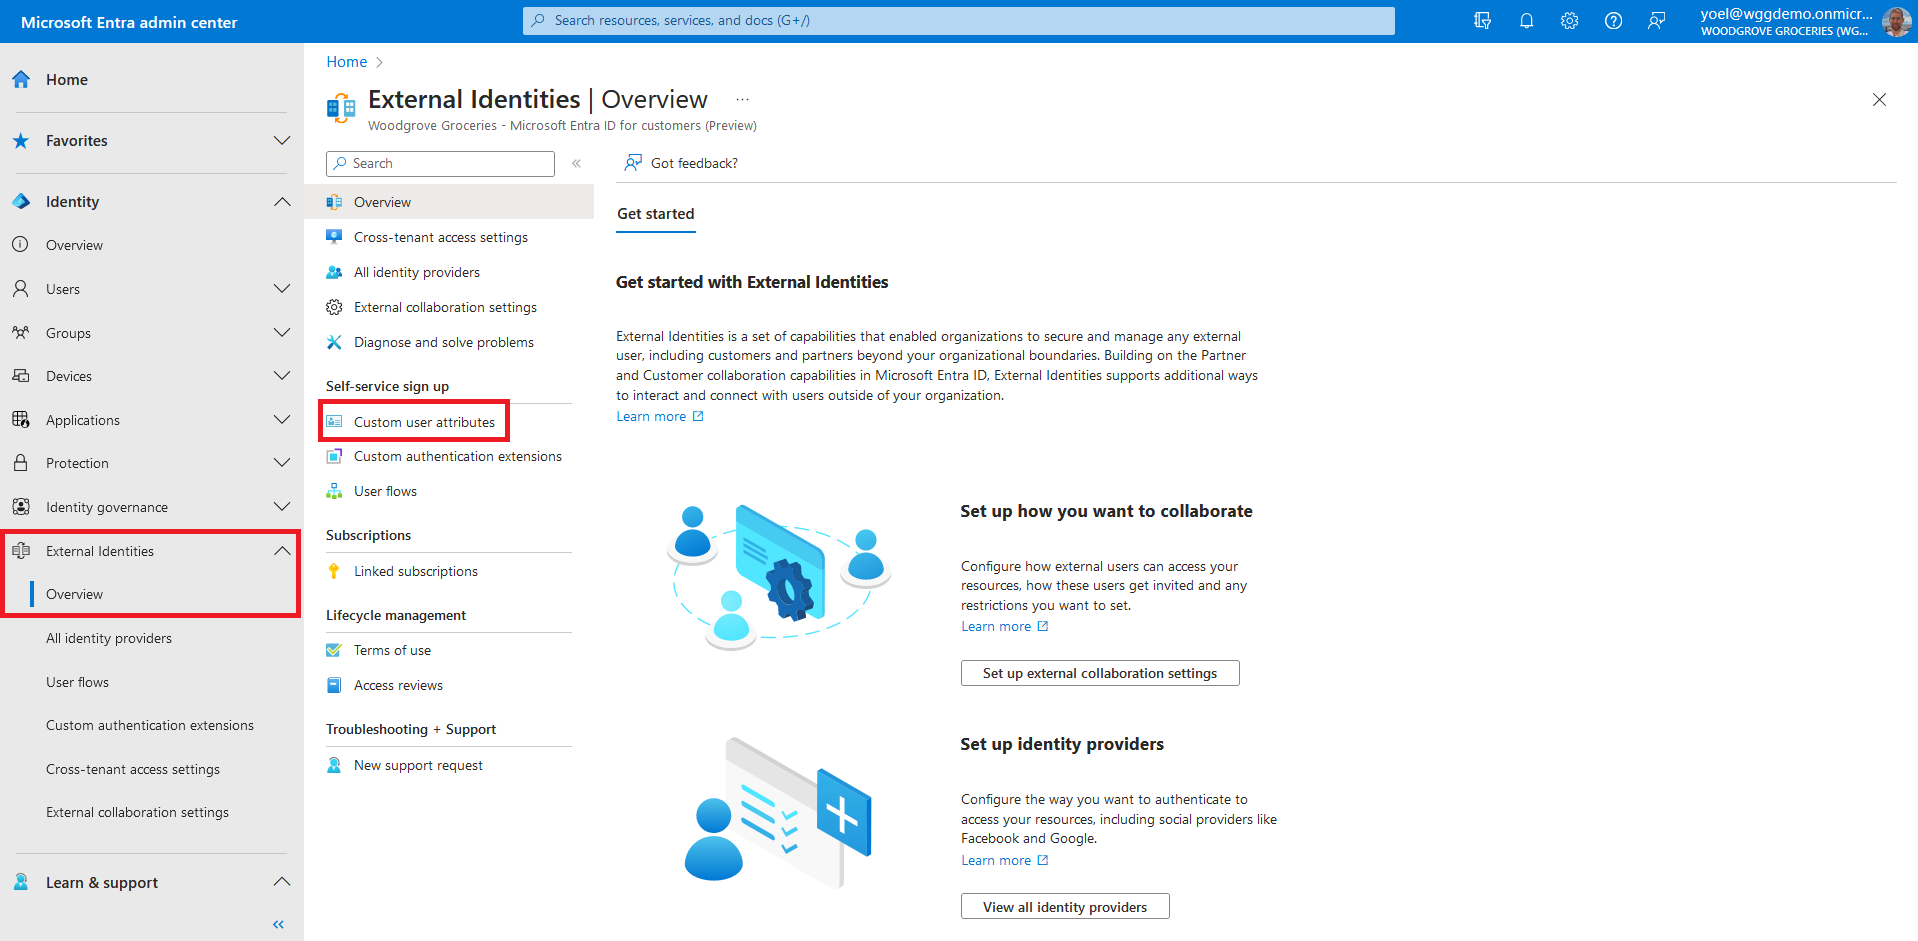 Microsoft Entra admin center
Search resources, services, and docs (G+/)
yoel@wggdemo.onmicr...
WOODGROVE GROCERIES (WG...
Home
Favorites
Identity
Overview
Users
Groups
Devices
Applications
Protection
Identity governance
External Identities
Overview
All identity providers
User flows
Custom authentication extensions
Cross-tenant access settings
External collaboration settings
Learn & support
Home
External Identities | Overview
...
Woodgrove Groceries - Microsoft Entra ID for customers (Preview)
Search
Overview
Cross-tenant access settings
All identity providers
External collaboration settings
Diagnose and solve problems
Self-service sign up
Custom user attributes
Custom authentication extensions
User flows
Subscriptions
Linked subscriptions
Lifecycle management
Terms of use
Access reviews
Troubleshooting + Support
New support request
Got feedback?
Get started
Get started with External Identities
External Identities is a set of capabilities that enabled organizations to secure and manage any external
user, including customers and partners beyond your organizational boundaries. Building on the Partner
and Customer collaboration capabilities in Microsoft Entra ID, External Identities supports additional ways
to interact and connect with users outside of your organization.
Learn more
Set up how you want to collaborate
Configure how external users can access your
resources, how these users get invited and any
restrictions you want to set.
Learn more
Set up external collaboration settings
Set up identity providers
Configure the way you want to authenticate to
access your resources, including social providers like
Facebook and Google.
Learn more
View all identity providers